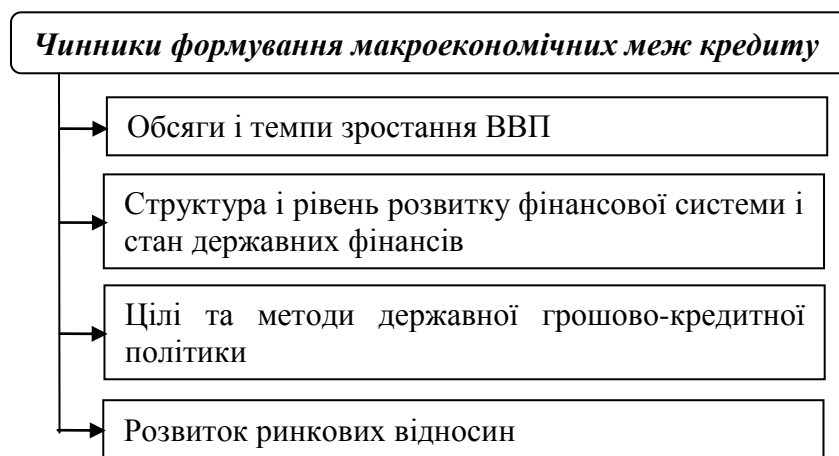 Чинники формування макроекономічних меж кредиту
Обсяги і темпи зростання ВВП
Структура і рівень розвитку фінансової системи і
стан державних фінансів
Цілі та методи державної грошово-кредитної
політики
Розвиток ринкових відносин